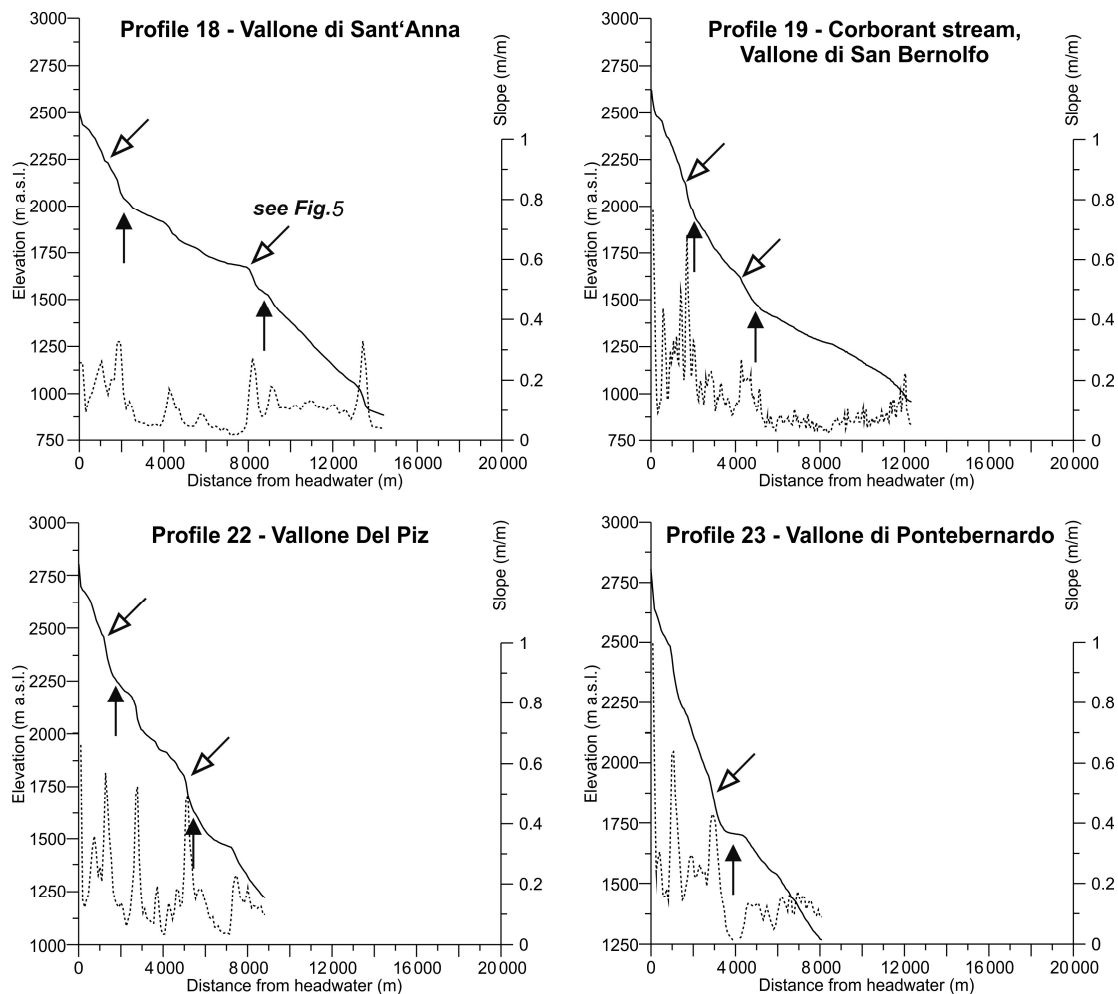 Profile 18 - Vallone di Sant‘Anna
3000
2750
2500
2250
2000
1750
1500
1250
1000
750
Elevation (m a.s.l.)
see Fig.5
Slope (m/m)
1
0.8
0.6
0.4
0.2
0
0 4000 8000 12000 16000 20000
Distance from headwater (m)
Profile 19 - Corborant stream,
Vallone di San Bernolfo
3000
2750
2500
2250
2000
1750
1500
1250
1000
750
Elevation (m a.s.l.)
Slope (m/m)
1
0.8
0.6
0.4
0.2
0
0 4000 8000 12000 16000 20000
Distance from headwater (m)
Profile 22 - Vallone Del Piz
3000
2750
2500
2250
2000
1750
1500
1250
1000
Elevation (m a.s.l.)
Slope (m/m)
1
0.8
0.6
0.4
0.2
0
0 4000 8000 12000 16000 20000
Distance from headwater (m)
Profile 23 - Vallone di Pontebernardo
3000
2750
2500
2250
2000
1750
1500
1250
Elevation (m a.s.l.)
Slope (m/m)
1
0.8
0.6
0.4
0.2
0
0 4000 8000 12000 16000 20000
Distance from headwater (m)